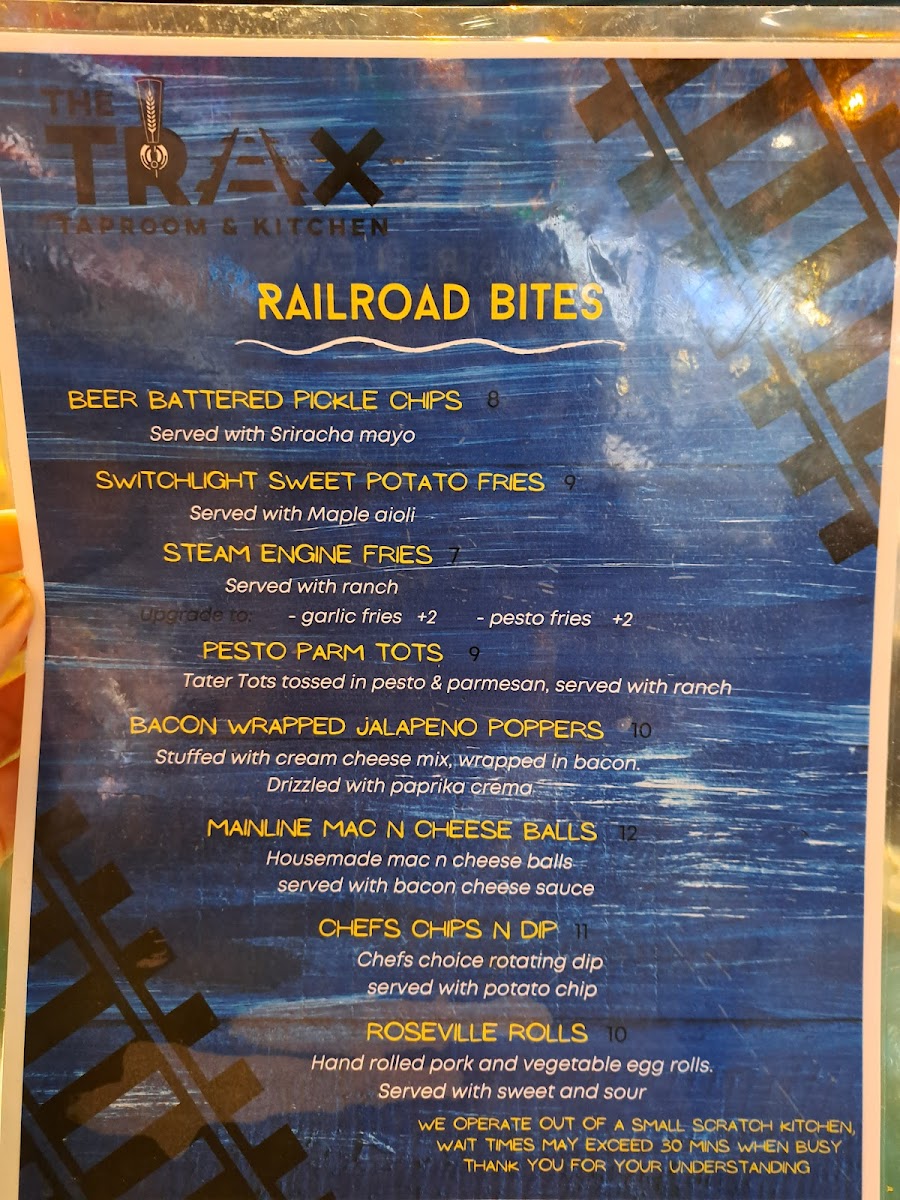 THE
TRAX
TAPROOM & KITCHEN
RAILROAD BITES
BEER BATTERED PICKLE CHIPS 8
Served with Sriracha mayo
SWITCHLIGHT SWEET POTATO FRIES 9
Served with Maple aioli
STEAM ENGINE FRIES 7
Served with ranch
Upgrade to: - garlic fries +2 - pesto fries +2
PESTO PARM TOTS 9
Tater Tots tossed in pesto & parmesan, served with ranch
BACON WRAPPED JALAPENO POPPERS 10
Stuffed with cream cheese mix, wrapped in bacon.
Drizzled with paprika crema.
MAINLINE MAC N CHEESE BALLS 12
Housemade mac n cheese balls
served with bacon cheese sauce
CHEFS CHIPS N DIP 11
Chefs choice rotating dip
served with potato chip
ROSEVILLE ROLLS 10
Hand rolled pork and vegetable egg rolls.
Served with sweet and sour
WE OPERATE OUT OF A SMALL SCRATCH KITCHEN,
WAIT TIMES MAY EXCEED 30 MINS WHEN BUSY
THANK YOU FOR YOUR UNDERSTANDING